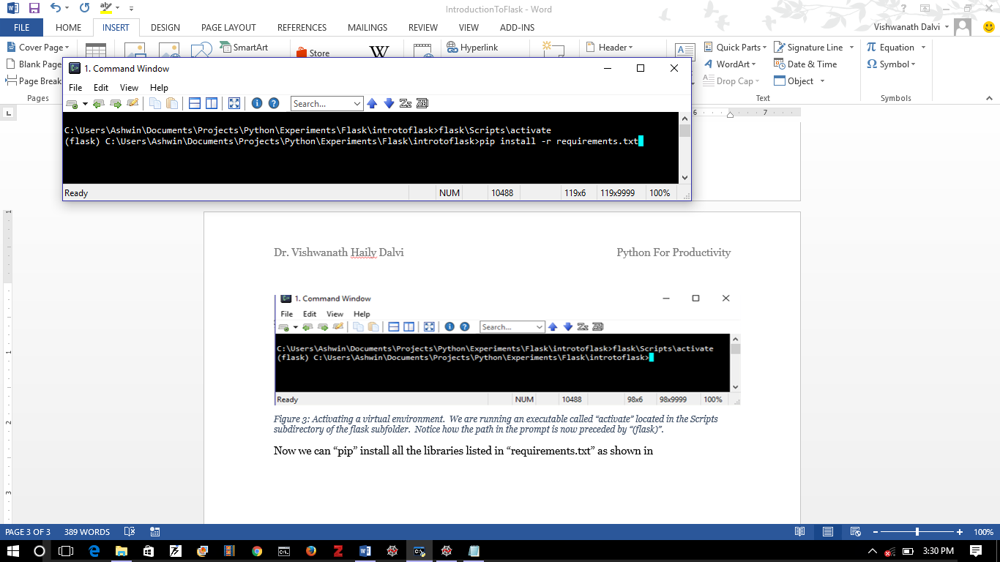 IntroductionToFlask - Word
FILE HOME INSERT DESIGN PAGE LAYOUT REFERENCES MAILINGS REVIEW VIEW ADD-INS Vishwanath Dalvi
Cover Page SmartArt Store W Hyperlink Header A Quick Parts Signature Line π Equation
Blank Page WordArt Date & Time Ω Symbol
Page Break Drop Cap Object
Pages Text Symbols
1. Command Window
File Edit View Help
Search...
C:\Users\Ashwin\Documents\Projects\Python\Experiments\Flask\introtoflask>flask\Scripts\activate
(flask) C:\Users\Ashwin\Documents\Projects\Python\Experiments\Flask\introtoflask>pip install -r requirements.txt
Ready NUM 10488 119x6 119x9999 100%
6 7
Dr. Vishwanath Haily Dalvi Python For Productivity
1. Command Window
File Edit View Help
Search...
C:\Users\Ashwin\Documents\Projects\Python\Experiments\Flask\introtoflask>flask\Scripts\activate
(flask) C:\Users\Ashwin\Documents\Projects\Python\Experiments\Flask\introtoflask>
Ready NUM 10488 98x6 98x9999 100%
Figure 3: Activating a virtual environment. We are running an executable called “activate” located in the Scripts
subdirectory of the flask subfolder. Notice how the path in the prompt is now preceded by “(flask)”.
Now we can “pip” install all the libraries listed in “requirements.txt” as shown in
1
1
2
3
PAGE 3 OF 3 389 WORDS 100%
3:30 PM